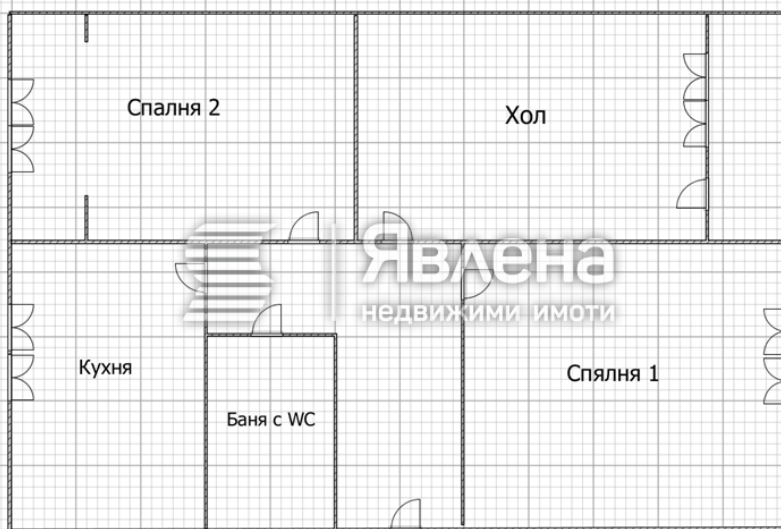 Спалня 2
Хол
Явлена
недвижими имоти
Кухня
Спялня 1
Баня с WC